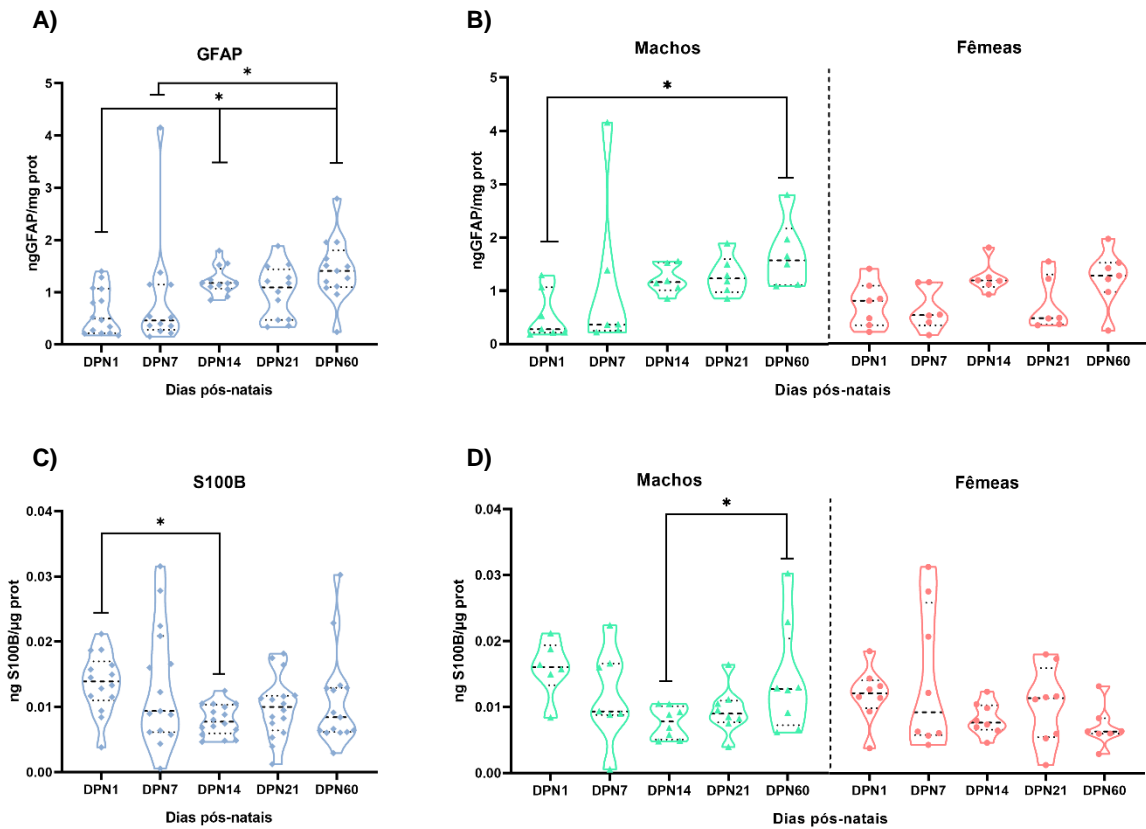 A)
GFAP
*
*
5
4
3
2
1
0
ngGFAP/mg prot
DPN1 DPN7 DPN14 DPN21 DPN60
Dias pós-natais
B)
Machos Fêmeas
*
5
4
3
2
1
0
ngGFAP/mg prot
DPN1 DPN7 DPN14 DPN21 DPN60 DPN1 DPN7 DPN14 DPN21 DPN60
Dias pós-natais
C)
S100B
*
0.04
0.03
0.02
0.01
0.00
ng S100B/µg prot
DPN1 DPN7 DPN14 DPN21 DPN60
Dias pós-natais
D)
Machos Fêmeas
*
0.04
0.03
0.02
0.01
0.00
ng S100B/µg prot
DPN1 DPN7 DPN14 DPN21 DPN60 DPN1 DPN7 DPN14 DPN21 DPN60
Dias pós-natais